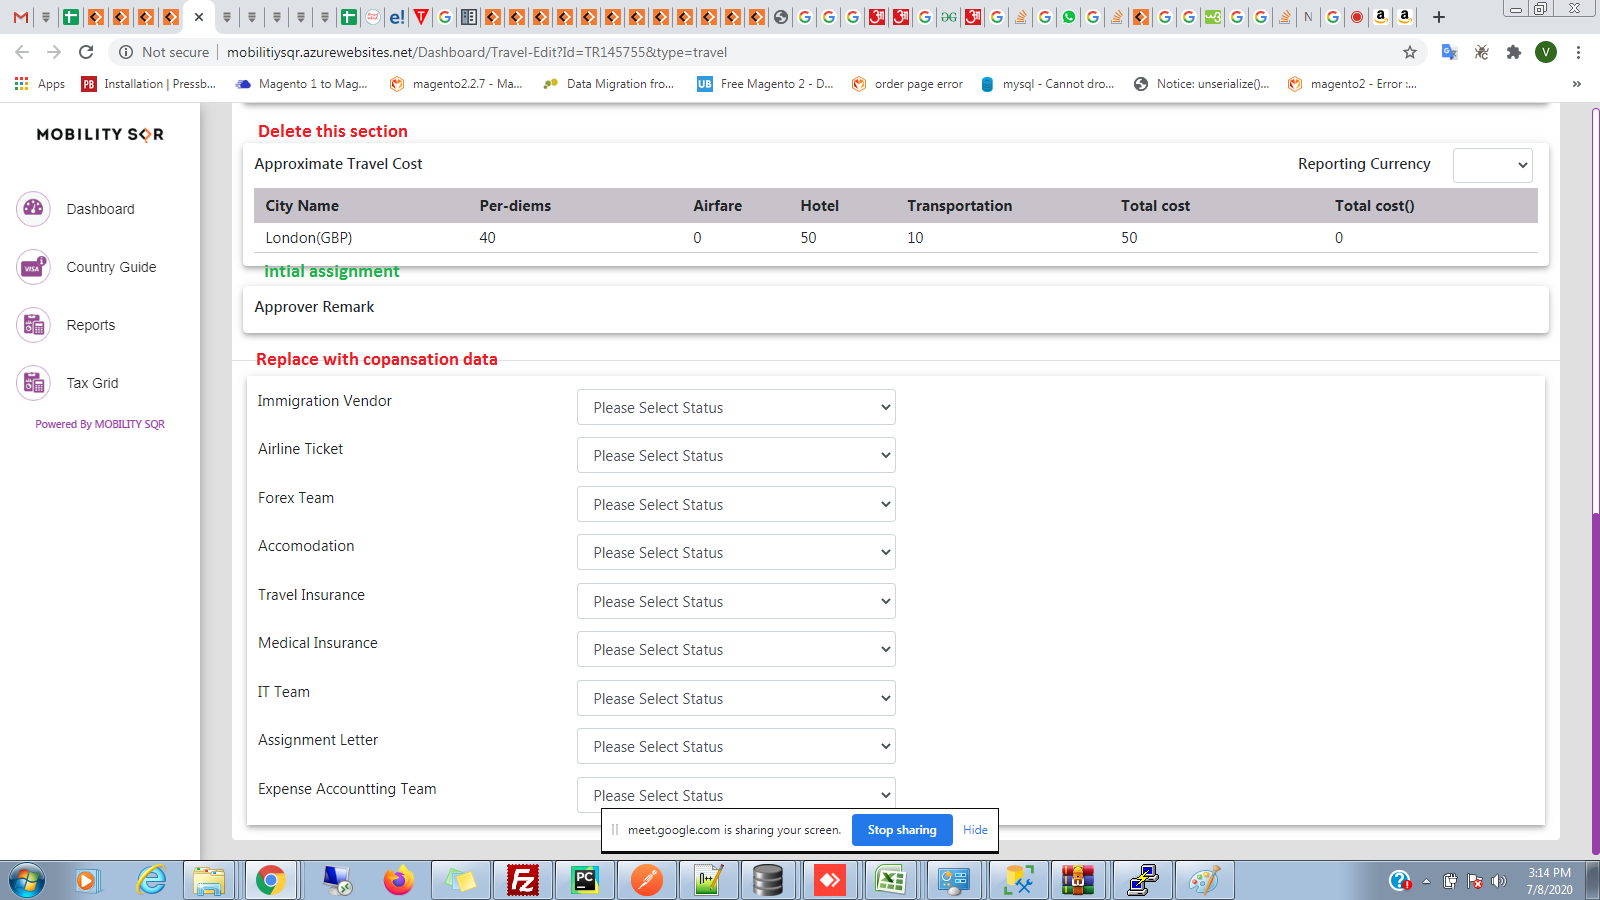 Not secure | mobilitiysqr.azurewebsites.net/Dashboard/Travel-Edit?Id=TR145755&type=travel
V
Apps
PB Installation | Pressb...
Magento 1 to Mag...
magento2.2.7 - Ma...
Data Migration fro...
UB Free Magento 2 - D...
order page error
mysql - Cannot dro...
Notice: unserialize()...
magento2 - Error :...
»
MOBILITY SQR
Dashboard
Country Guide
Reports
Tax Grid
Powered By MOBILITY SQR
Delete this section
Approximate Travel Cost
Reporting Currency
City Name Per-diems Airfare Hotel Transportation Total cost Total cost()
London(GBP) 40 0 50 10 50 0
intial assignment
Approver Remark
Replace with copansation data
Immigration Vendor Please Select Status
Airline Ticket Please Select Status
Forex Team Please Select Status
Accomodation Please Select Status
Travel Insurance Please Select Status
Medical Insurance Please Select Status
IT Team Please Select Status
Assignment Letter Please Select Status
Expense Accountting Team Please Select Status
meet.google.com is sharing your screen. Stop sharing Hide
3:14 PM
7/8/2020